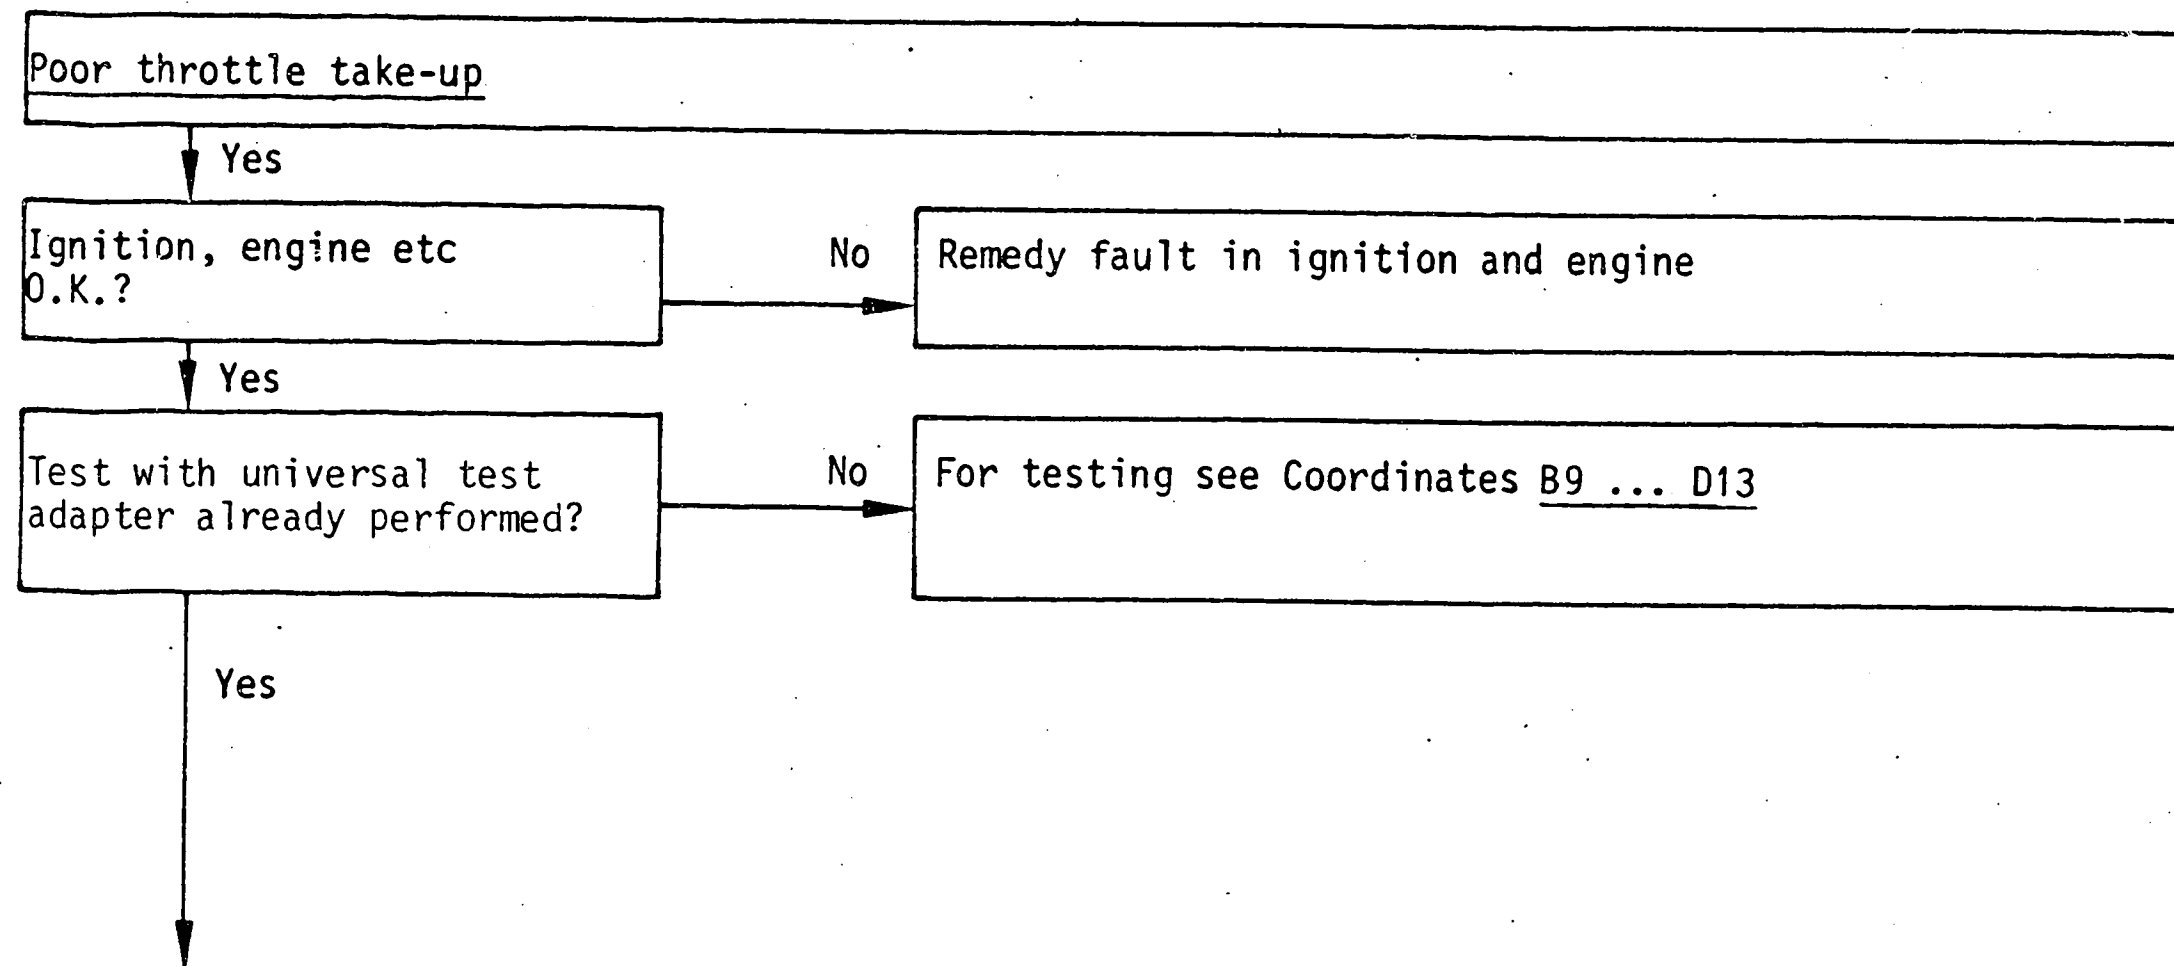 Poor throttle take-up
Yes
Ignition, engine etc
O.K.?
No
Remedy fault in ignition and engine
Yes
Test with universal test
adapter already performed?
No
For testing see Coordinates B9 ... D13
Yes